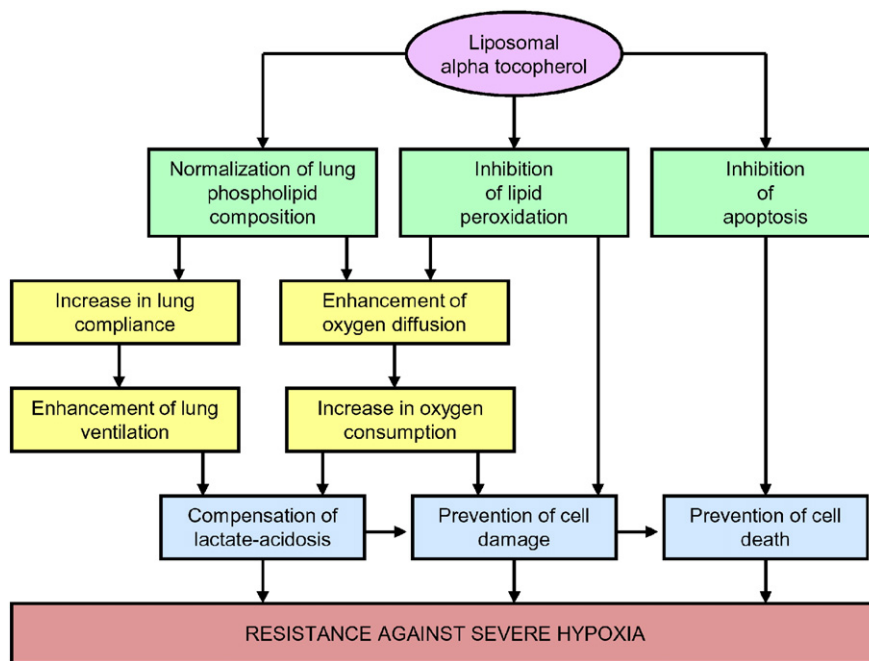 Liposomal
alpha tocopherol
Normalization of lung
phospholipid
composition
Inhibition
of lipid
peroxidation
Inhibition
of
apoptosis
Increase in lung
compliance
Enhancement of
oxygen diffusion
Enhancement of lung
ventilation
Increase in oxygen
consumption
Compensation of
lactate-acidosis
Prevention of cell
damage
Prevention of cell
death
RESISTANCE AGAINST SEVERE HYPOXIA